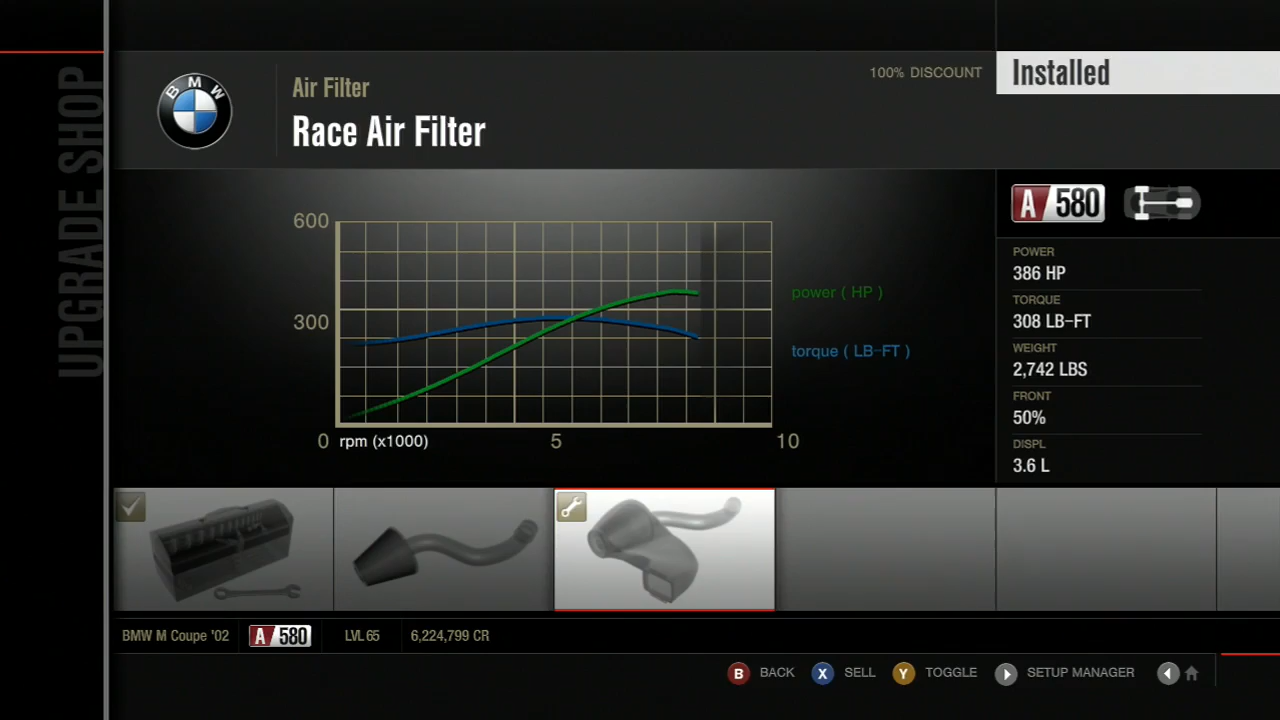 UPGRADE SHOP
BMW
Air Filter
Race Air Filter
100% DISCOUNT
Installed
A 580
POWER
386 HP
TORQUE
308 LB-FT
WEIGHT
2,742 LBS
FRONT
50%
DISPL
3.6 L
600
300
power ( HP )
torque ( LB-FT )
0 rpm (x1000) 5 10
BMW M Coupe '02 A 580 LVL 65 6,224,799 CR
B BACK X SELL Y TOGGLE SETUP MANAGER